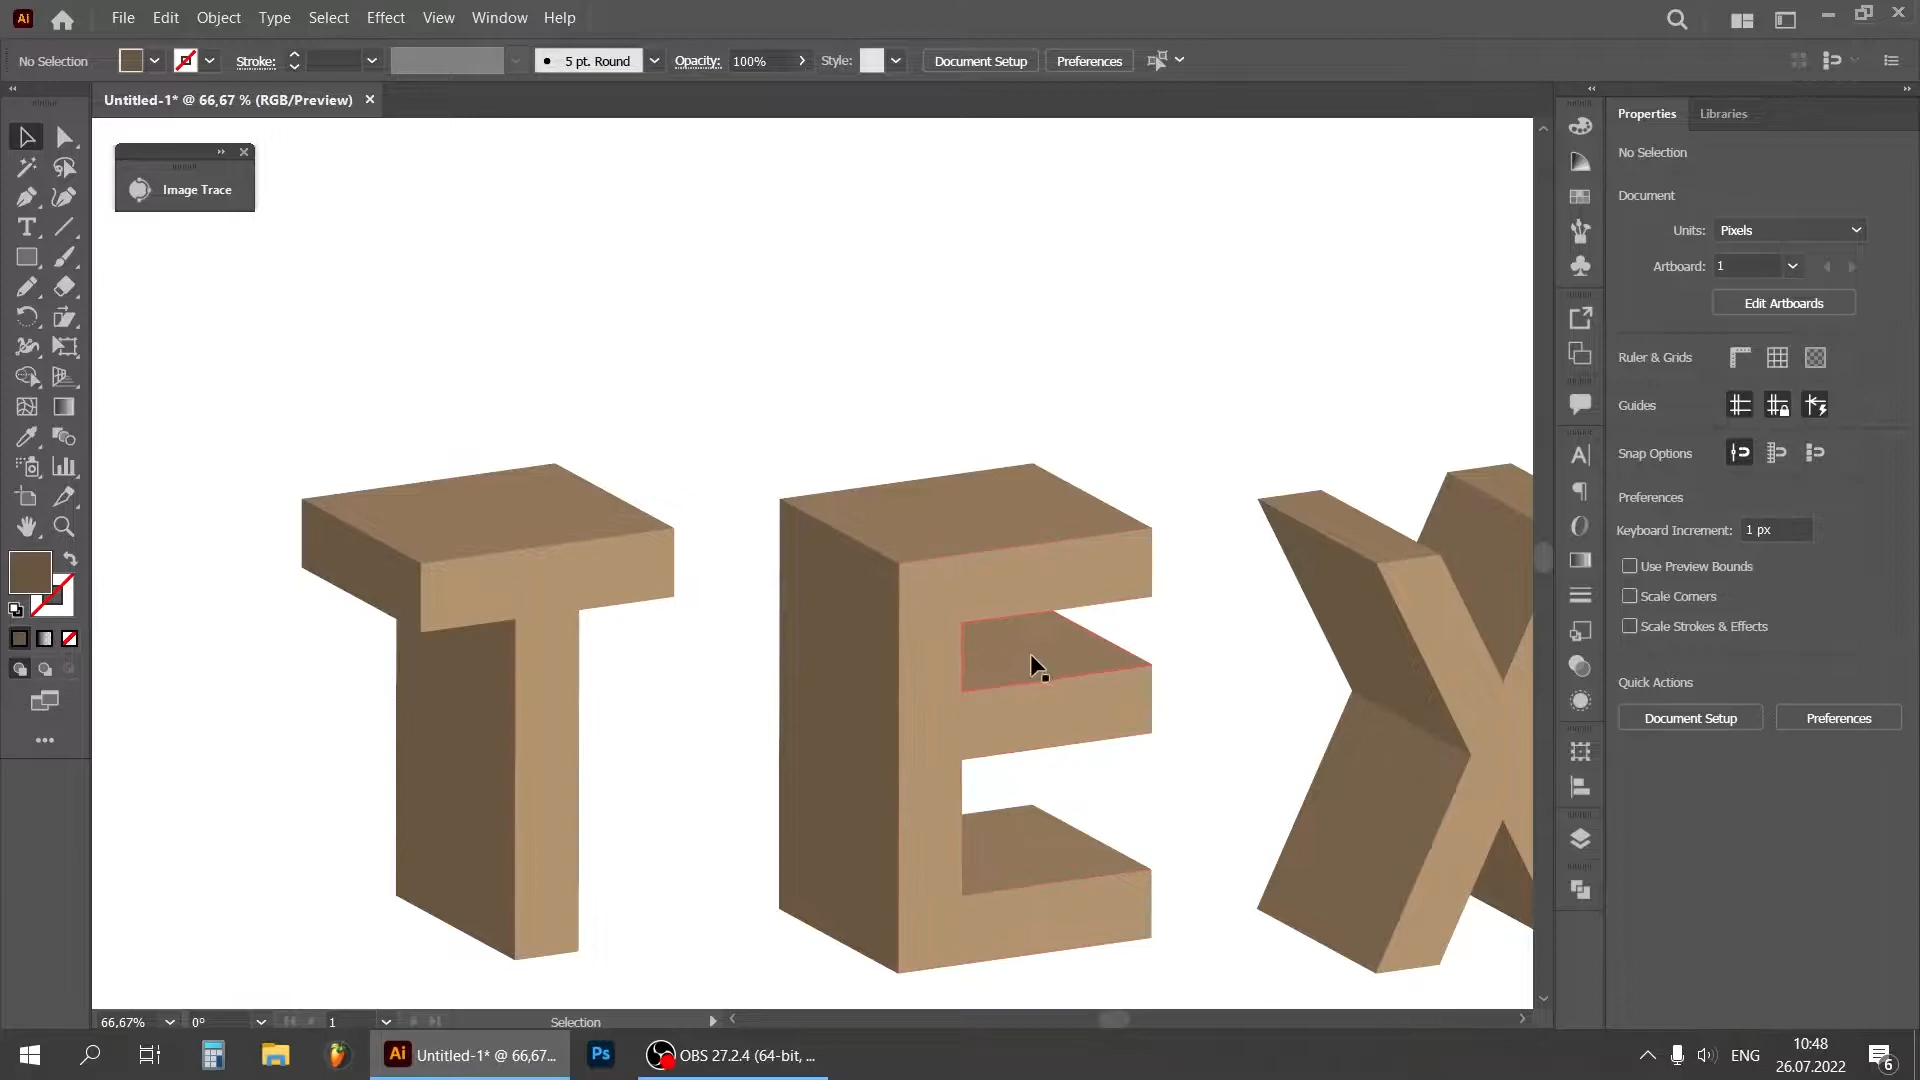 Ai File Edit Object Type Select Effect View Window Help
No Selection Stroke: 5 pt. Round Opacity: 100% Style: Document Setup Preferences
Untitled-1* @ 66,67 % (RGB/Preview)
Properties Libraries
No Selection
Image Trace
Document
Units: Pixels
Artboard: 1
Edit Artboards
Ruler & Grids
Guides
Snap Options
Preferences
Keyboard Increment: 1 px
Use Preview Bounds
Scale Corners
Scale Strokes & Effects
Quick Actions
Document Setup Preferences
TEX
66,67% 0° 1 Selection
Ai Untitled-1* @ 66,67... Ps OBS 27.2.4 (64-bit, ... ENG 10:48
26.07.2022 6